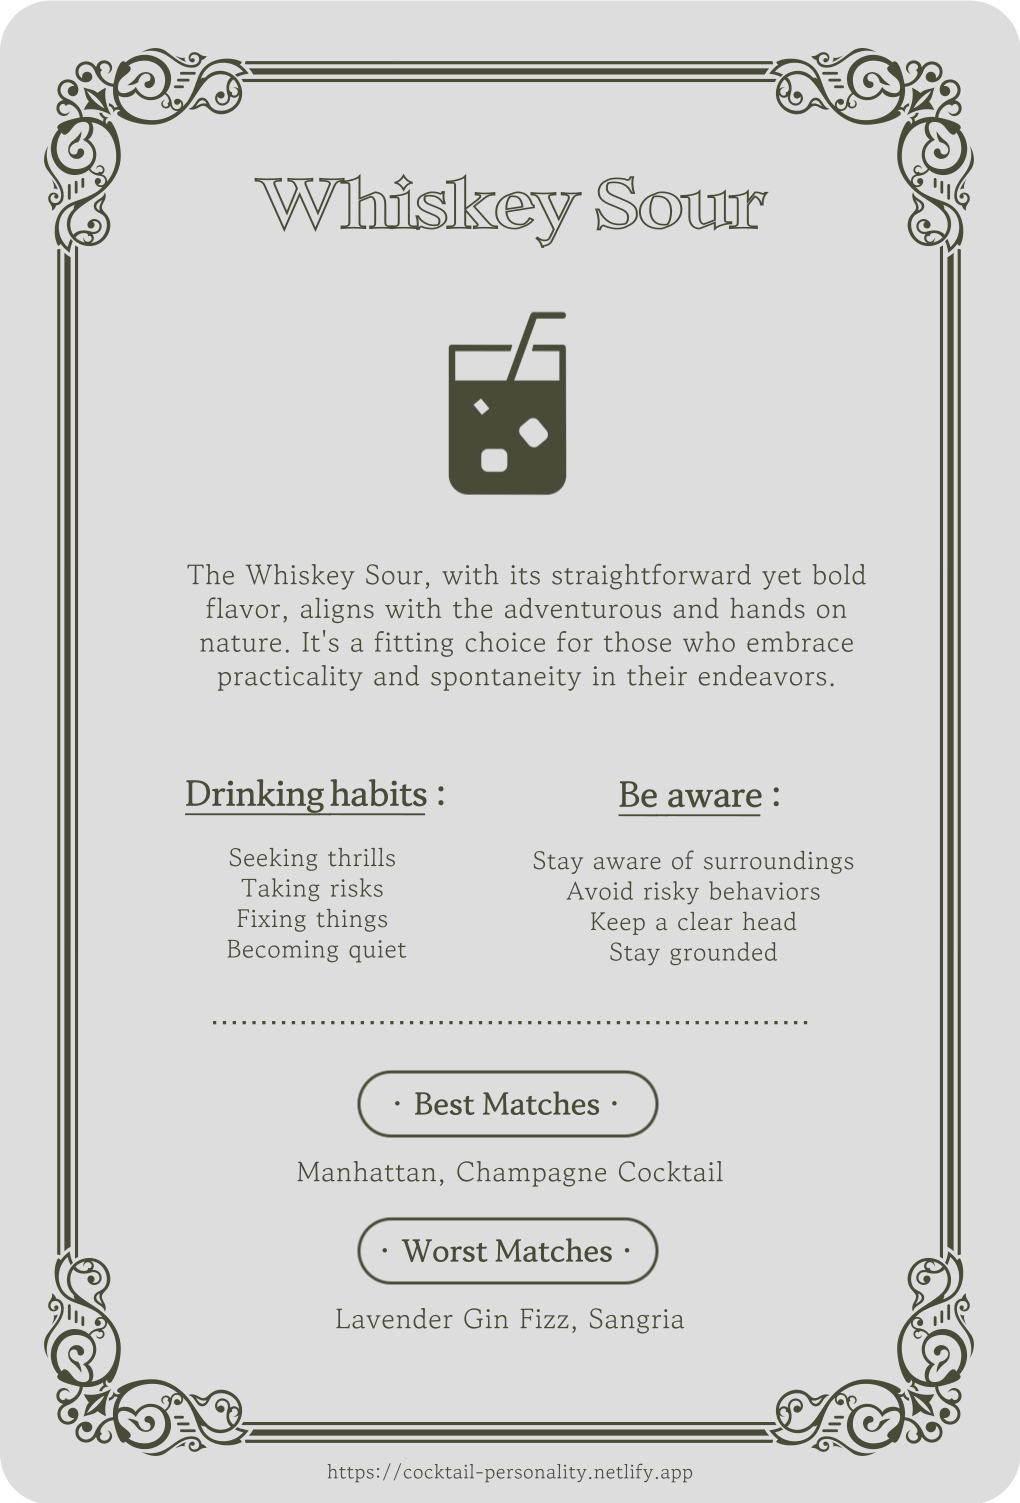 Whiskey Sour
The Whiskey Sour, with its straightforward yet bold
flavor, aligns with the adventurous and hands on
nature. It's a fitting choice for those who embrace
practicality and spontaneity in their endeavors.
Drinking habits :
Seeking thrills
Taking risks
Fixing things
Becoming quiet
Be aware :
Stay aware of surroundings
Avoid risky behaviors
Keep a clear head
Stay grounded
· Best Matches ·
Manhattan, Champagne Cocktail
· Worst Matches ·
Lavender Gin Fizz, Sangria
https://cocktail-personality.netlify.app